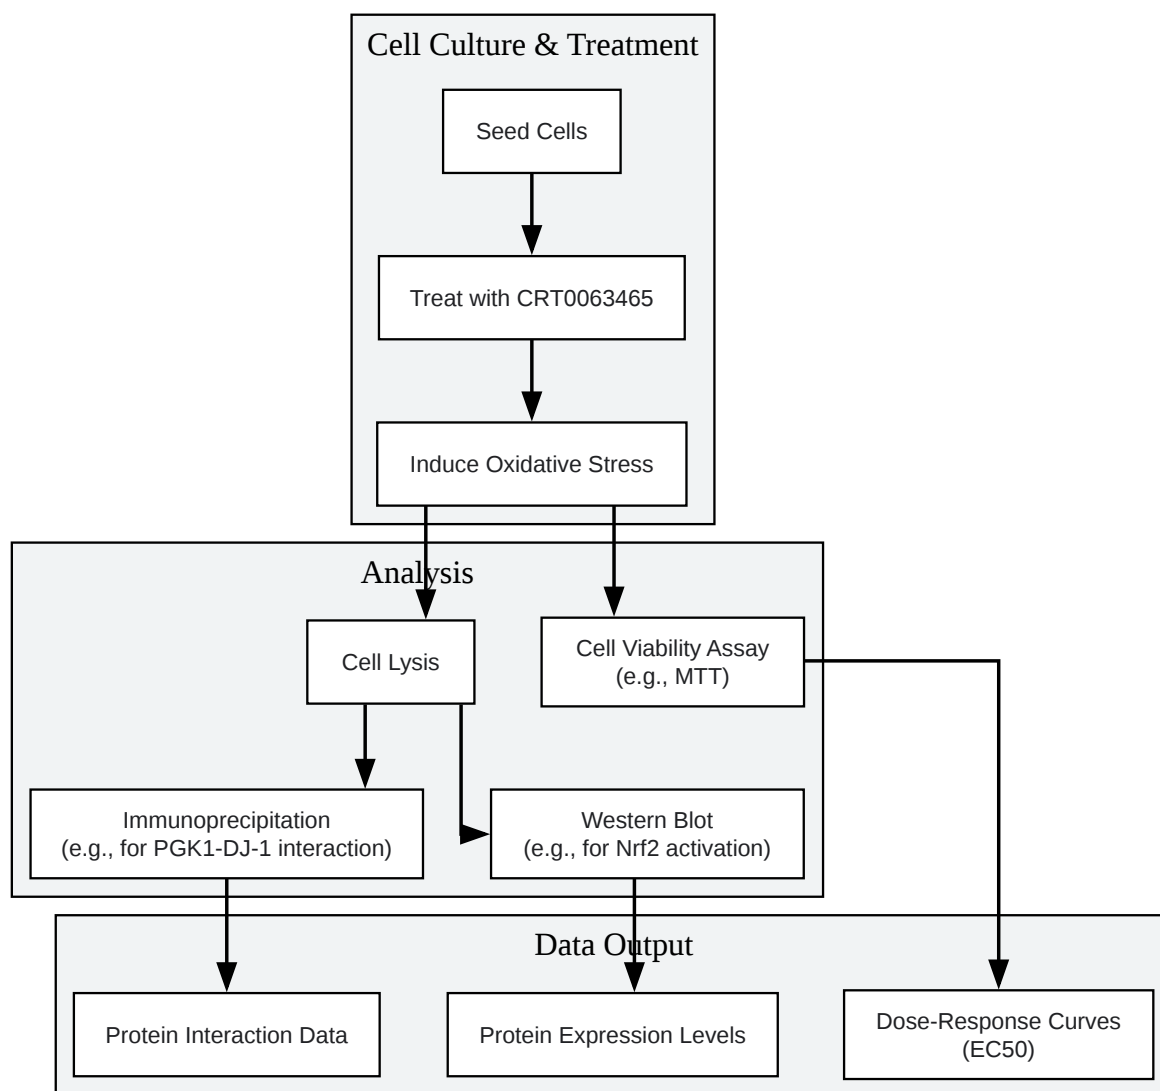 Cell Culture & Treatment
Seed Cells
Treat with CRT0063465
Induce Oxidative Stress
Analysis
Cell Lysis
Cell Viability Assay
(e.g., MTT)
Immunoprecipitation
(e.g., for PGK1-DJ-1 interaction)
Western Blot
(e.g., for Nrf2 activation)
Data Output
Protein Interaction Data
Protein Expression Levels
Dose-Response Curves
(EC50)